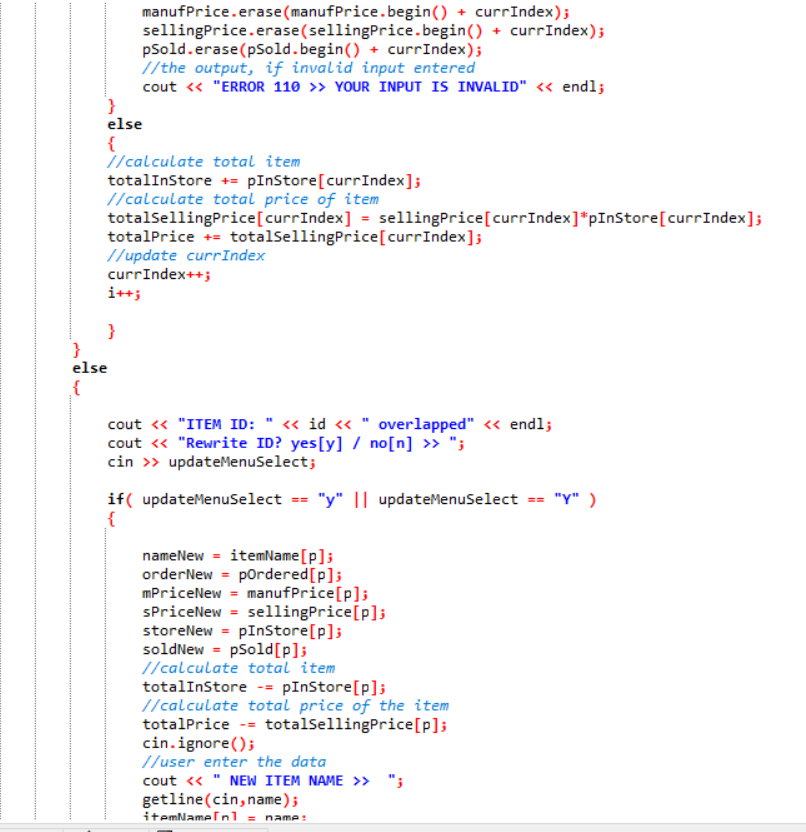 manufPrice.erase(manufPrice.begin() + currIndex);
sellingPrice.erase(sellingPrice.begin() + currIndex);
pSold.erase(pSold.begin() + currIndex);
//the output, if invalid input entered
cout << "ERROR 110 >> YOUR INPUT IS INVALID" << endl;
}
else
{
//calculate total item
totalInStore += pInStore[currIndex];
//calculate total price of item
totalSellingPrice[currIndex] = sellingPrice[currIndex]*pInStore[currIndex];
totalPrice += totalSellingPrice[currIndex];
//update currIndex
currIndex++;
i++;
}
}
else
{
cout << "ITEM ID: " << id << " overlapped" << endl;
cout << "Rewrite ID? yes[y] / no[n] >> ";
cin >> updateMenuSelect;
if( updateMenuSelect == "y" || updateMenuSelect == "Y" )
{
nameNew = itemName[p];
orderNew = pOrdered[p];
mPriceNew = manufPrice[p];
sPriceNew = sellingPrice[p];
storeNew = pInStore[p];
soldNew = pSold[p];
//calculate total item
totalInStore -= pInStore[p];
//calculate total price of the item
totalPrice -= totalSellingPrice[p];
cin.ignore();
//user enter the data
cout << " NEW ITEM NAME >>  ";
getline(cin,name);
itemName[p] = name;